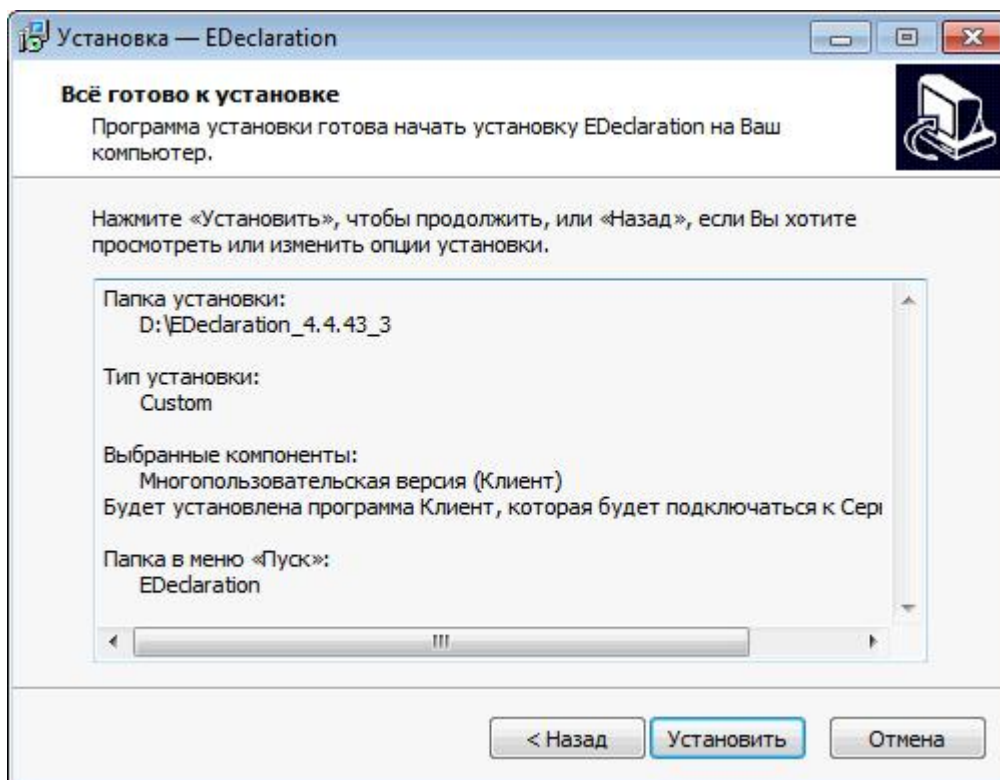 Установка — EDeclaration
Всё готово к установке
Программа установки готова начать установку EDeclaration на Ваш
компьютер.
Нажмите «Установить», чтобы продолжить, или «Назад», если Вы хотите
просмотреть или изменить опции установки.
Папка установки:
D:\EDeclaration_4.4.43_3
Тип установки:
Custom
Выбранные компоненты:
Многопользовательская версия (Клиент)
Будет установлена программа Клиент, которая будет подключаться к
Папка в меню «Пуск»:
EDeclaration
< Назад
Установить
Отмена